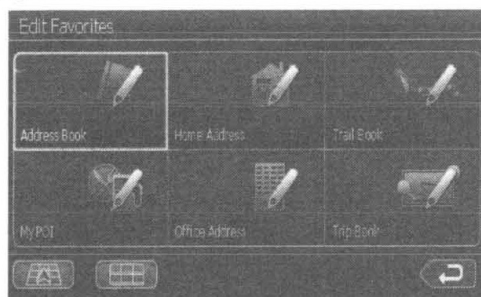 Edit Favorites
Address Book
Home Address
Trail Book
My POI
Office Address
Trip Book